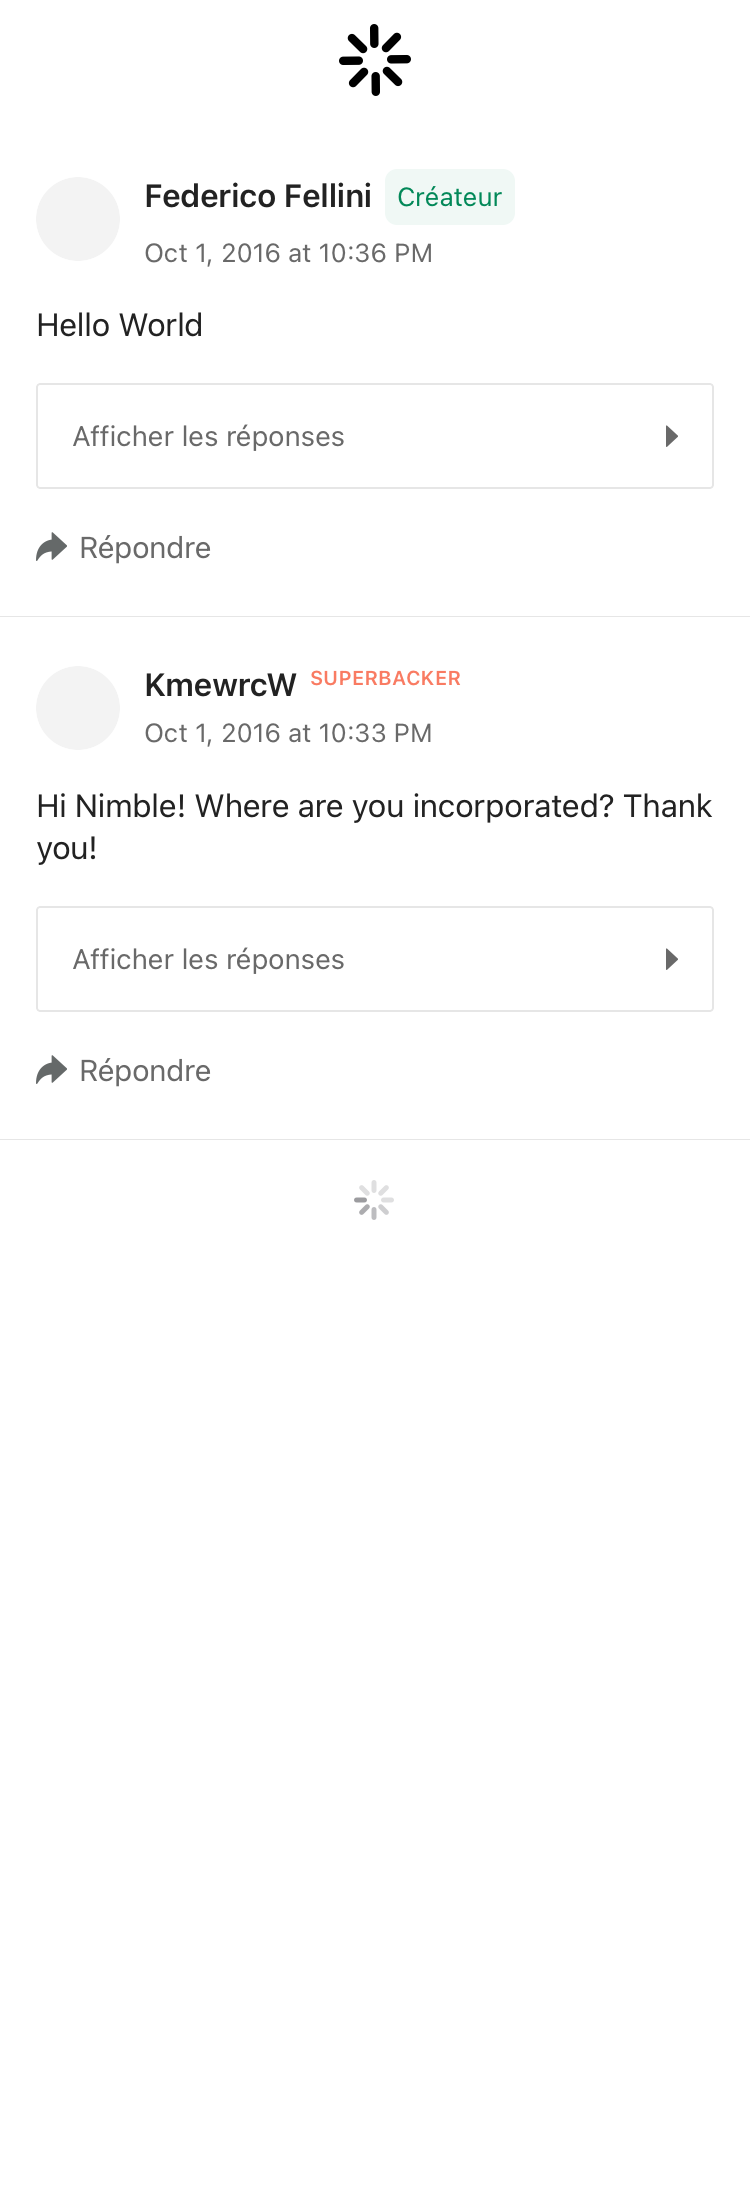 Federico Fellini Créateur
Oct 1, 2016 at 10:36 PM
Hello World
Afficher les réponses
Répondre
KmewrcW SUPERBACKER
Oct 1, 2016 at 10:33 PM
Hi Nimble! Where are you incorporated? Thank
you!
Afficher les réponses
Répondre